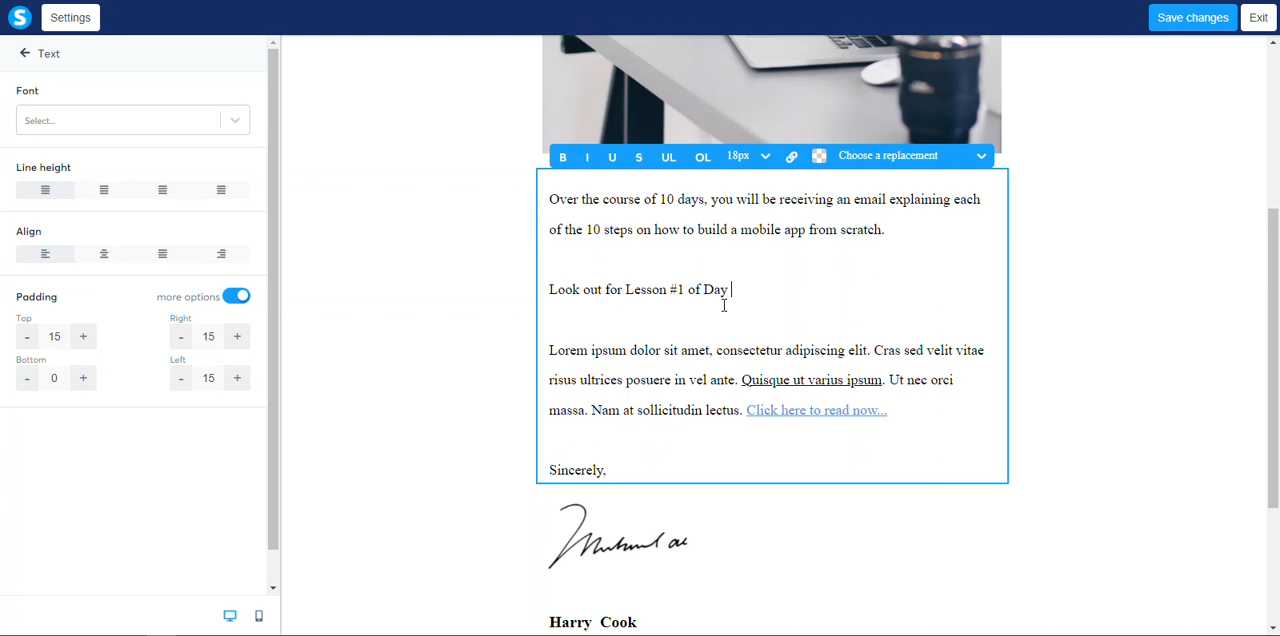 S Settings Save changes Exit
Text
Font
Select...
Line height
Align
Padding more options
Top Right
- 15 + - 15 +
Bottom Left
- 0 + - 15 +
B I U S UL OL 18px Choose a replacement
Over the course of 10 days, you will be receiving an email explaining each
of the 10 steps on how to build a mobile app from scratch.
Look out for Lesson #1 of Day
Lorem ipsum dolor sit amet, consectetur adipiscing elit. Cras sed velit vitae
risus ultrices posuere in vel ante. Quisque ut varius ipsum. Ut nec orci
massa. Nam at sollicitudin lectus. Click here to read now...
Sincerely,
Harry Cook